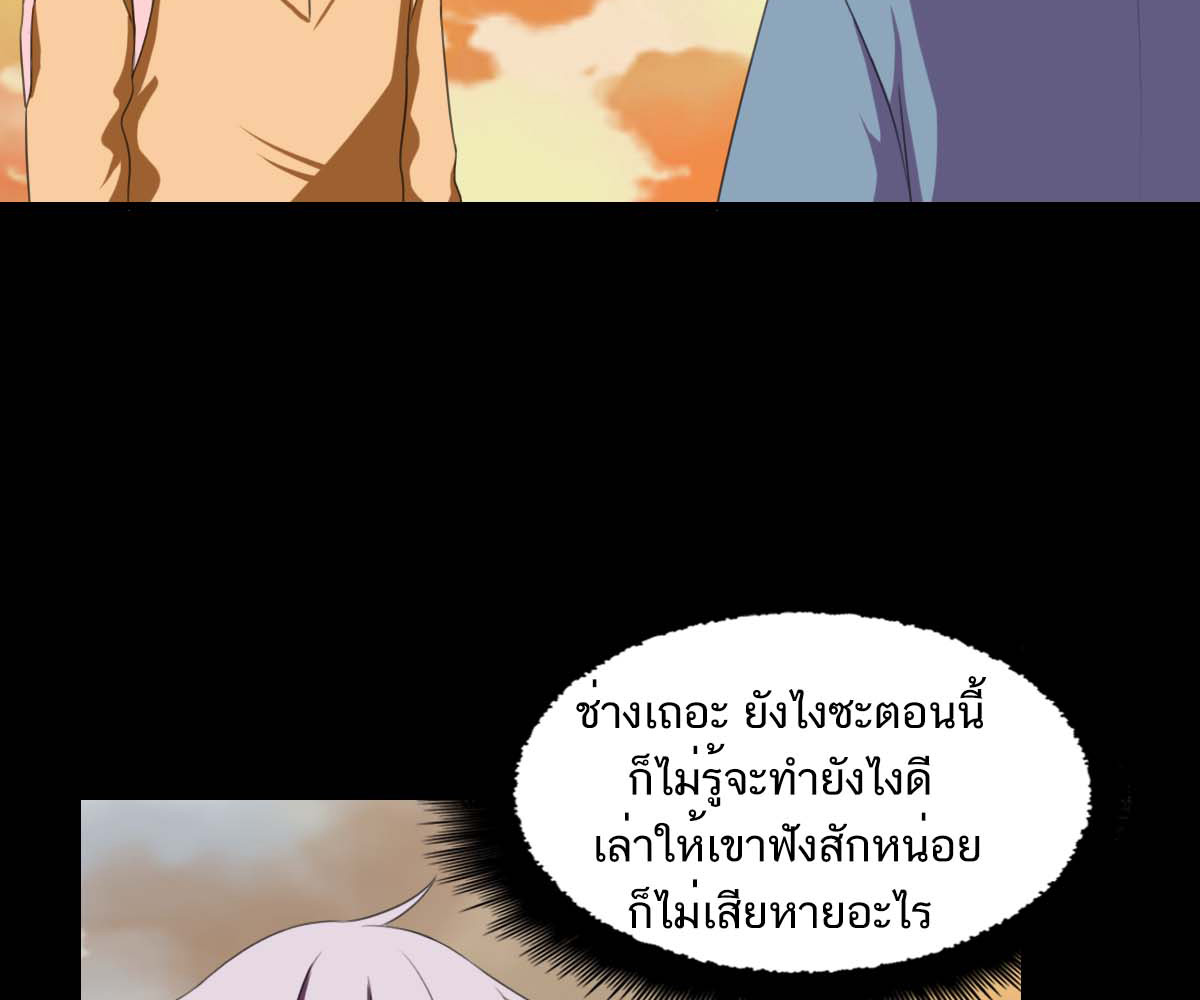 ช่างเถอะ ยังไงซะตอนนี้
ก็ไม่รู้จะทำยังไงดี
เล่าให้เขาฟังสักหน่อย
ก็ไม่เสียหายอะไร